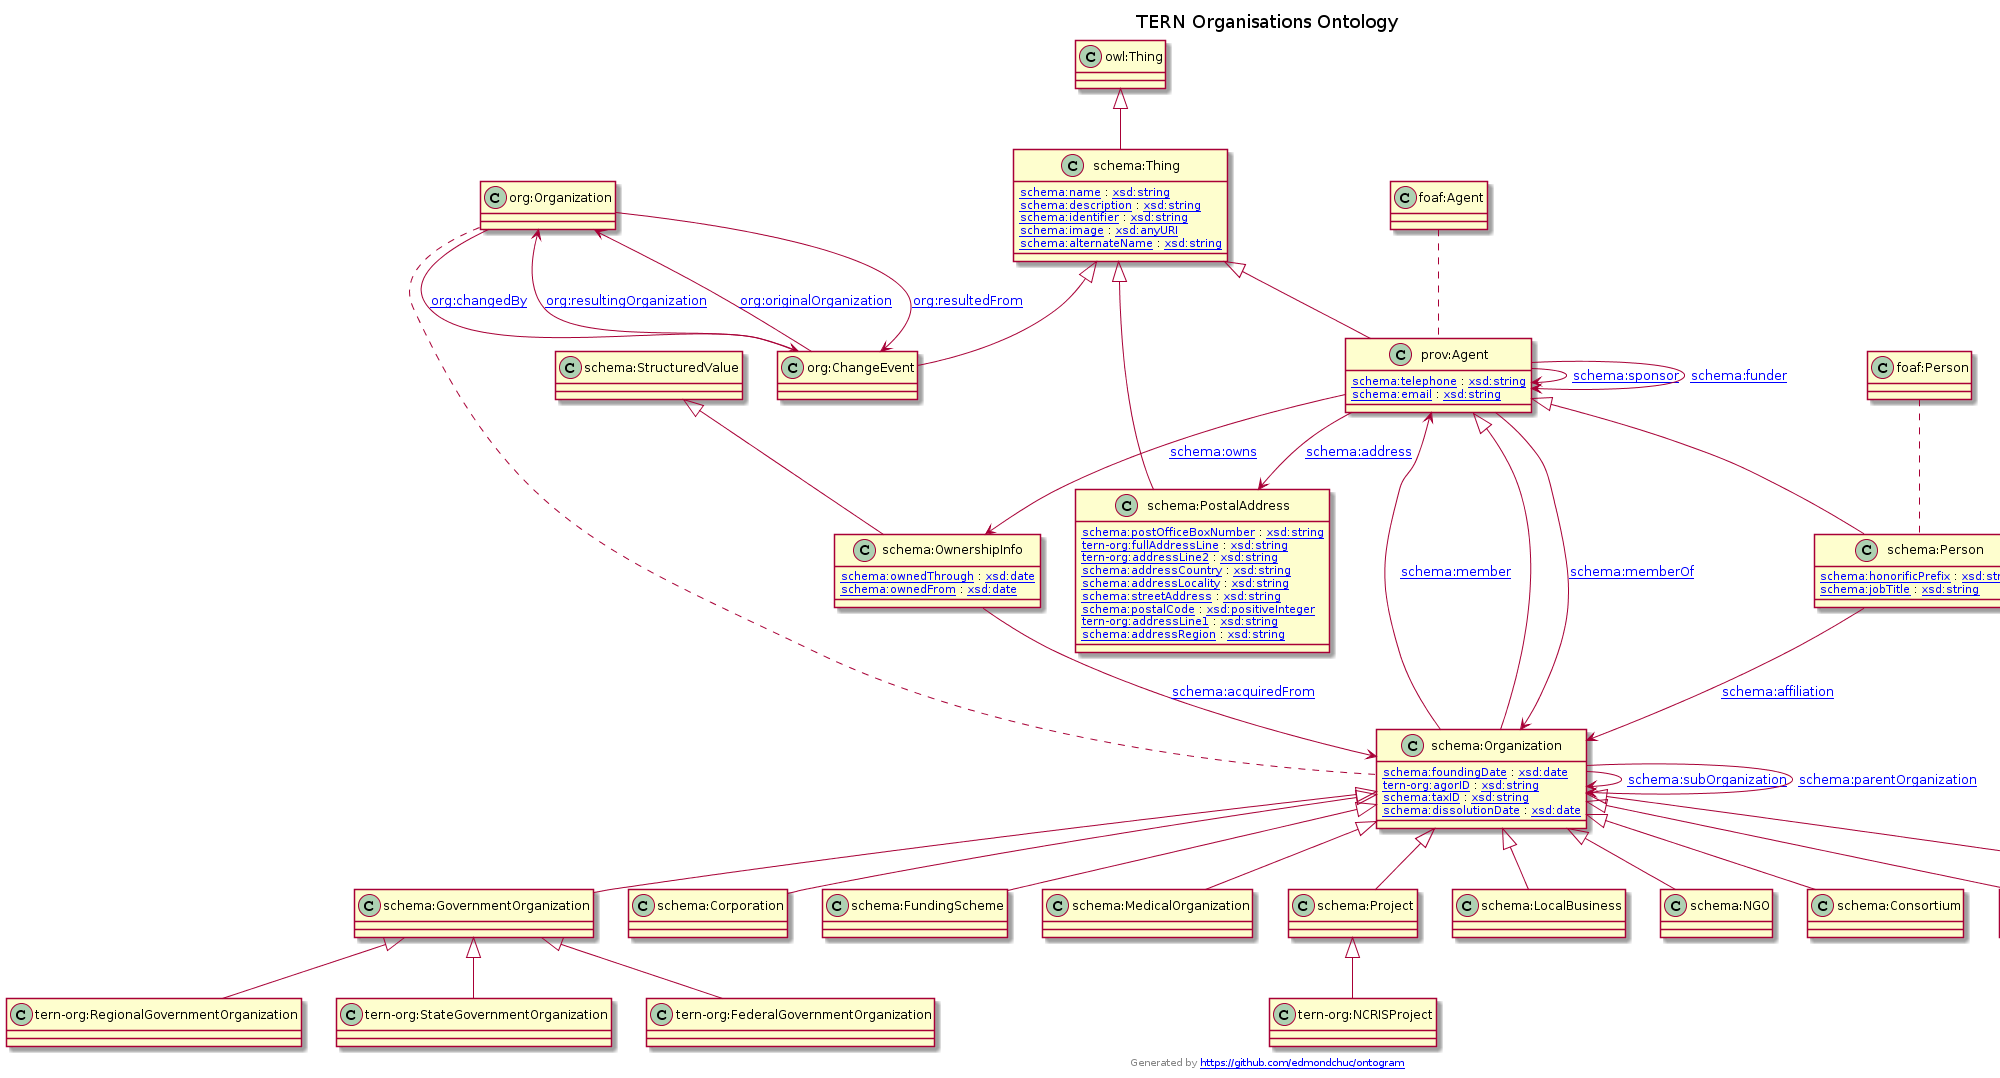 TERN Organisations Ontology
C owl:Thing
C schema:Thing
schema:name : xsd:string
schema:description : xsd:string
schema:identifier : xsd:string
schema:image : xsd:anyURI
schema:alternateName : xsd:string
C org:Organization
C foaf:Agent
org:changedBy
org:resultingOrganization
org:originalOrganization
org:resultedFrom
C schema:StructuredValue
C org:ChangeEvent
C prov:Agent
schema:telephone : xsd:string
schema:email : xsd:string
schema:sponsor
schema:funder
C foaf:Person
schema:owns
schema:address
C schema:OwnershipInfo
schema:ownedThrough : xsd:date
schema:ownedFrom : xsd:date
C schema:PostalAddress
schema:postOfficeBoxNumber : xsd:string
tern-org:fullAddressLine : xsd:string
tern-org:addressLine2 : xsd:string
schema:addressCountry : xsd:string
schema:addressLocality : xsd:string
schema:streetAddress : xsd:string
schema:postalCode : xsd:positiveInteger
tern-org:addressLine1 : xsd:string
schema:addressRegion : xsd:string
schema:member
schema:memberOf
C schema:Person
schema:honorificPrefix :
schema:jobTitle : xsd:string
schema:acquiredFrom
schema:affiliation
C schema:Organization
schema:foundingDate : xsd:date
tern-org:agorID : xsd:string
schema:taxID : xsd:string
schema:dissolutionDate : xsd:date
schema:subOrganization
schema:parentOrganization
C schema:GovernmentOrganization
C schema:Corporation
C schema:FundingScheme
C schema:MedicalOrganization
C schema:Project
C schema:LocalBusiness
C schema:NGO
C schema:Consortium
C tern-org:RegionalGovernmentOrganization
C tern-org:StateGovernmentOrganization
C tern-org:FederalGovernmentOrganization
C tern-org:NCRISProject
Generated by https://github.com/edmondchuc/ontogram